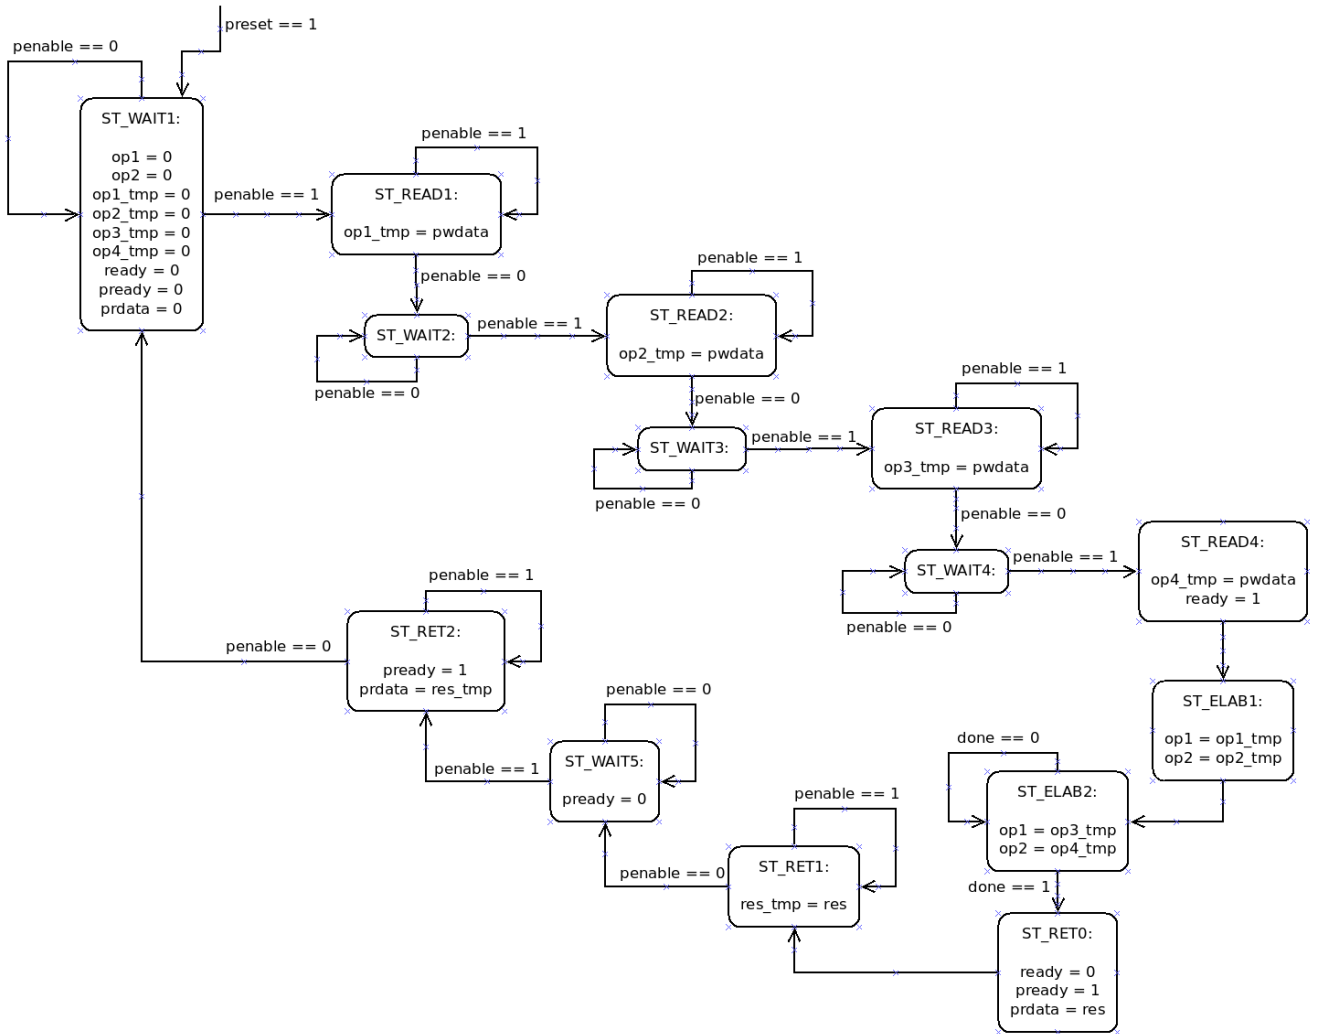 preset == 1
penable == 0
ST_WAIT1:
op1 = 0
op2 = 0
op1_tmp = 0
op2_tmp = 0
op3_tmp = 0
op4_tmp = 0
ready = 0
pready = 0
prdata = 0
penable == 1
penable == 1
ST_READ1:
op1_tmp = pwdata
penable == 0
ST_WAIT2:
penable == 0
penable == 1
penable == 1
ST_READ2:
op2_tmp = pwdata
penable == 0
ST_WAIT3:
penable == 0
penable == 1
penable == 1
ST_READ3:
op3_tmp = pwdata
penable == 0
ST_WAIT4:
penable == 0
penable == 1
ST_READ4:
op4_tmp = pwdata
ready = 1
ST_ELAB1:
op1 = op1_tmp
op2 = op2_tmp
done == 0
ST_ELAB2:
op1 = op3_tmp
op2 = op4_tmp
done == 1
ST_RET0:
ready = 0
pready = 1
prdata = res
penable == 1
ST_RET1:
res_tmp = res
penable == 0
penable == 0
ST_WAIT5:
pready = 0
penable == 1
penable == 1
ST_RET2:
pready = 1
prdata = res_tmp
penable == 0